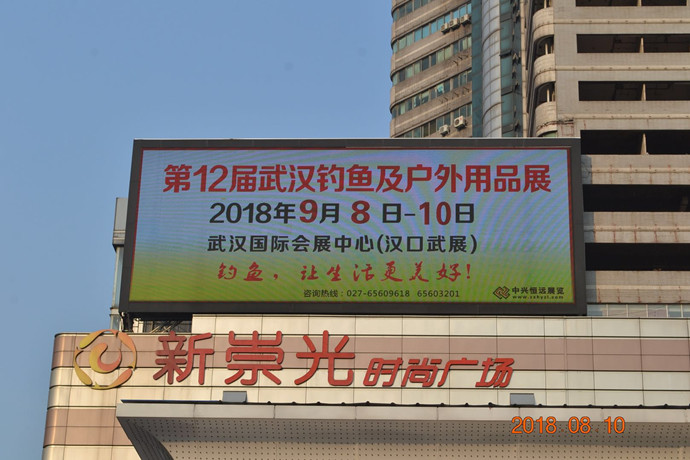 第12届武汉钓鱼及户外用品展
2018年9月8日-10日
武汉国际会展中心(汉口武展)
钓鱼，让生活更美好！
咨询热线：027-65609618 65603201
中兴恒远展览
www.zxhyzl.com
新崇光时尚广场
2018.08.10